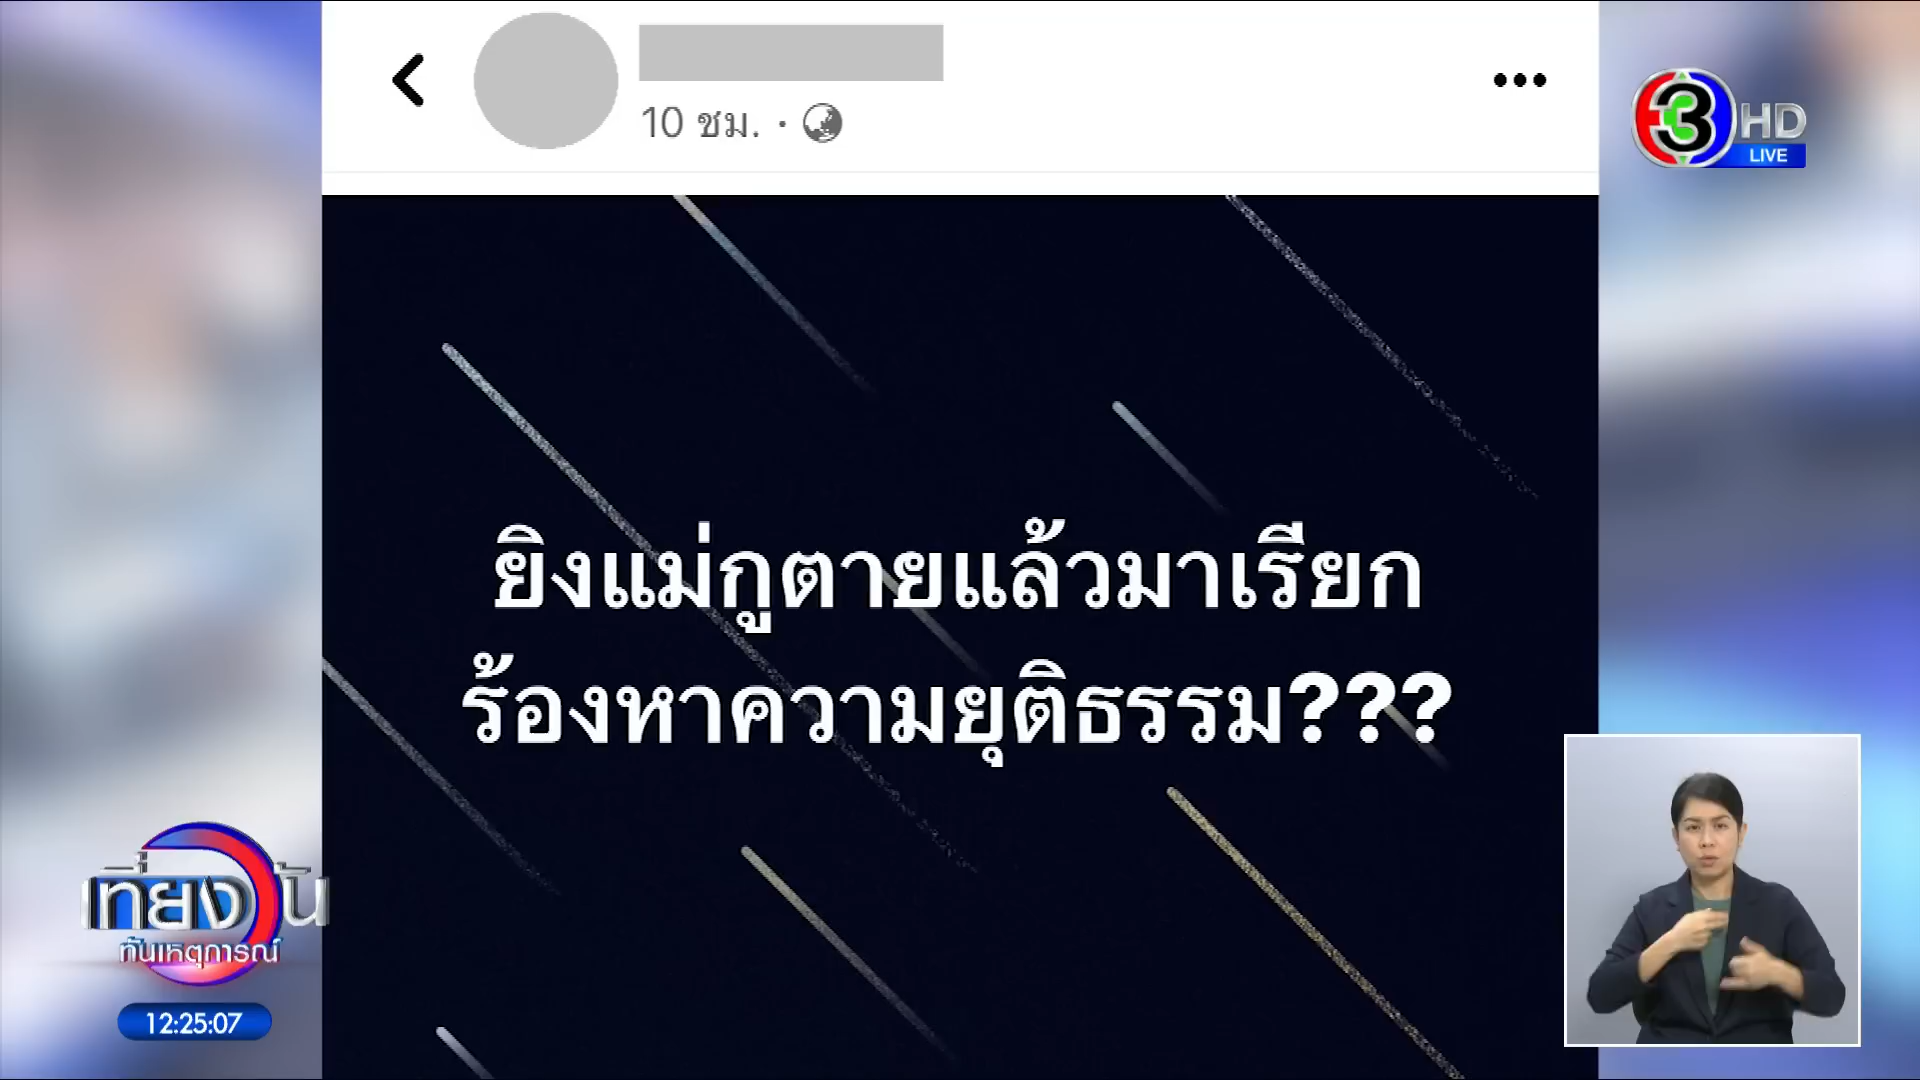 10 ชม.
3 HD
LIVE
ยิงแม่กูตายแล้วมาเรียก
ร้องหาความยุติธรรม???
เที่ยงวัน
ทันเหตุการณ์
12:25:07